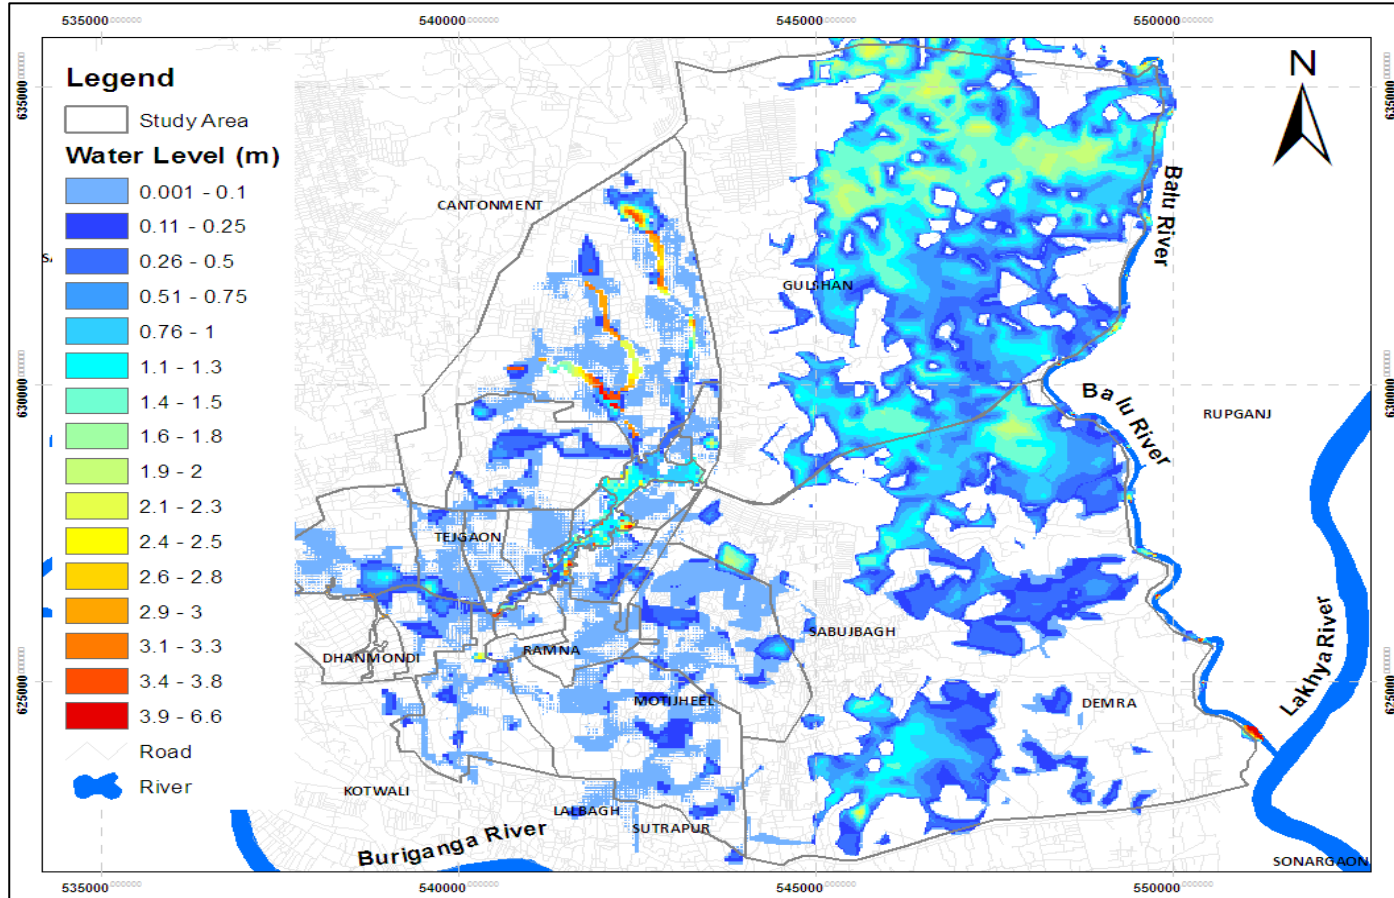 535000 540000 545000 550000
635000
635000
630000
630000
625000
625000
Legend
Study Area
Water Level (m)
0.001 - 0.1
0.11 - 0.25
0.26 - 0.5
0.51 - 0.75
0.76 - 1
1.1 - 1.3
1.4 - 1.5
1.6 - 1.8
1.9 - 2
2.1 - 2.3
2.4 - 2.5
2.6 - 2.8
2.9 - 3
3.1 - 3.3
3.4 - 3.8
3.9 - 6.6
Road
River
N
CANTONMENT
GULSHAN
Balu River
Balu River
RUPGANJ
TEJGAON
SABUJBAGH
DHANMONDI
RAMNA
MOTIJHEEL
DEMRA
Lakhya River
KOTWALI
LALBAGH
SUTRAPUR
Buriganga River
SONARGAON
535000 540000 545000 550000